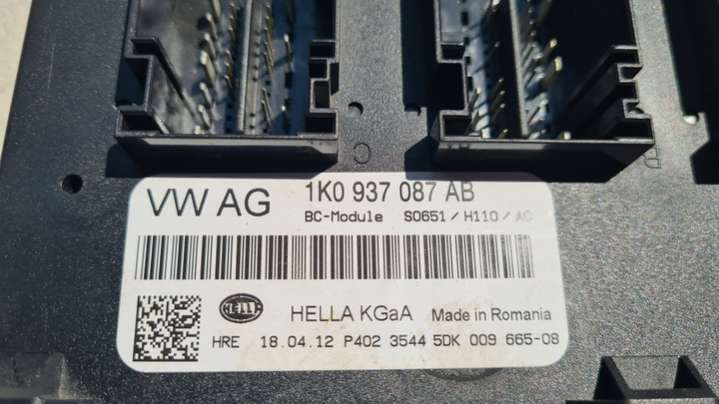 C
B
VW AG 1K0 937 087 AB
BC-Module S0651 / H110 / AC
HELLA HELLA KGaA Made in Romania
HRE 18.04.12 P402 3544 5DK 009 665-08